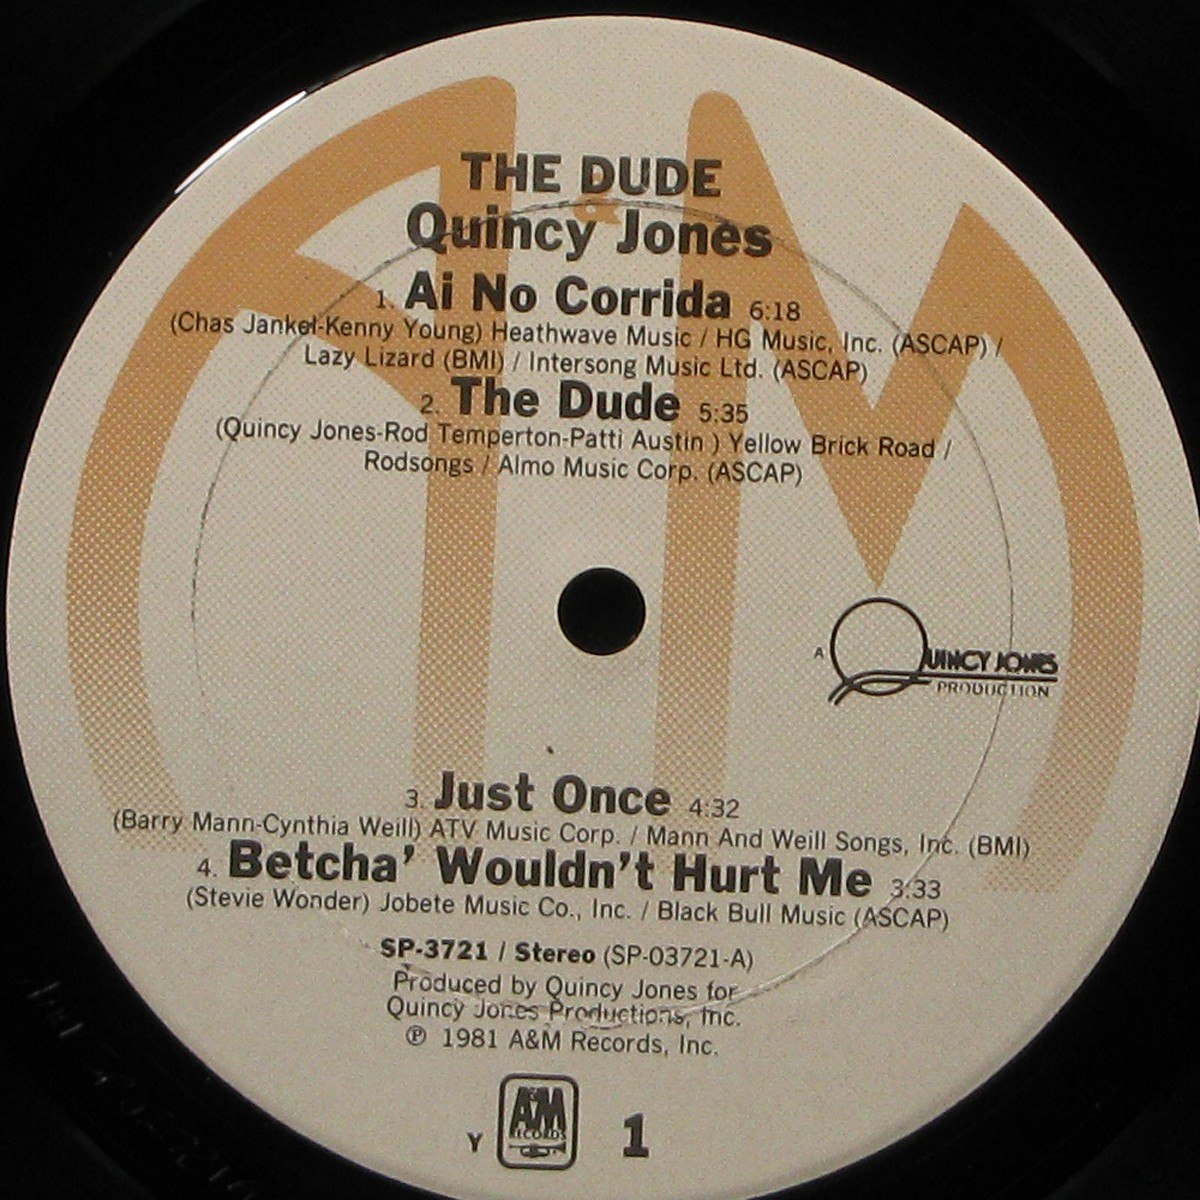 THE DUDE
Quincy Jones
1. Ai No Corrida 6:18
(Chas Jankel-Kenny Young) Heathwave Music / HG Music, Inc. (ASCAP) /
Lazy Lizard (BMI) / Intersong Music Ltd. (ASCAP)
2. The Dude 5:35
(Quincy Jones-Rod Temperton-Patti Austin ) Yellow Brick Road /
Rodsongs / Almo Music Corp. (ASCAP)
A QUINCY JONES
PRODUCTION
3. Just Once 4:32
(Barry Mann-Cynthia Weill) ATV Music Corp. / Mann And Weill Songs, Inc. (BMI)
4. Betcha' Wouldn't Hurt Me 3:33
(Stevie Wonder) Jobete Music Co., Inc. / Black Bull Music (ASCAP)
SP-3721 / Stereo (SP-03721-A)
Produced by Quincy Jones for
Quincy Jones Productions, Inc.
℗ 1981 A&M Records, Inc.
Y A&M RECORDS 1